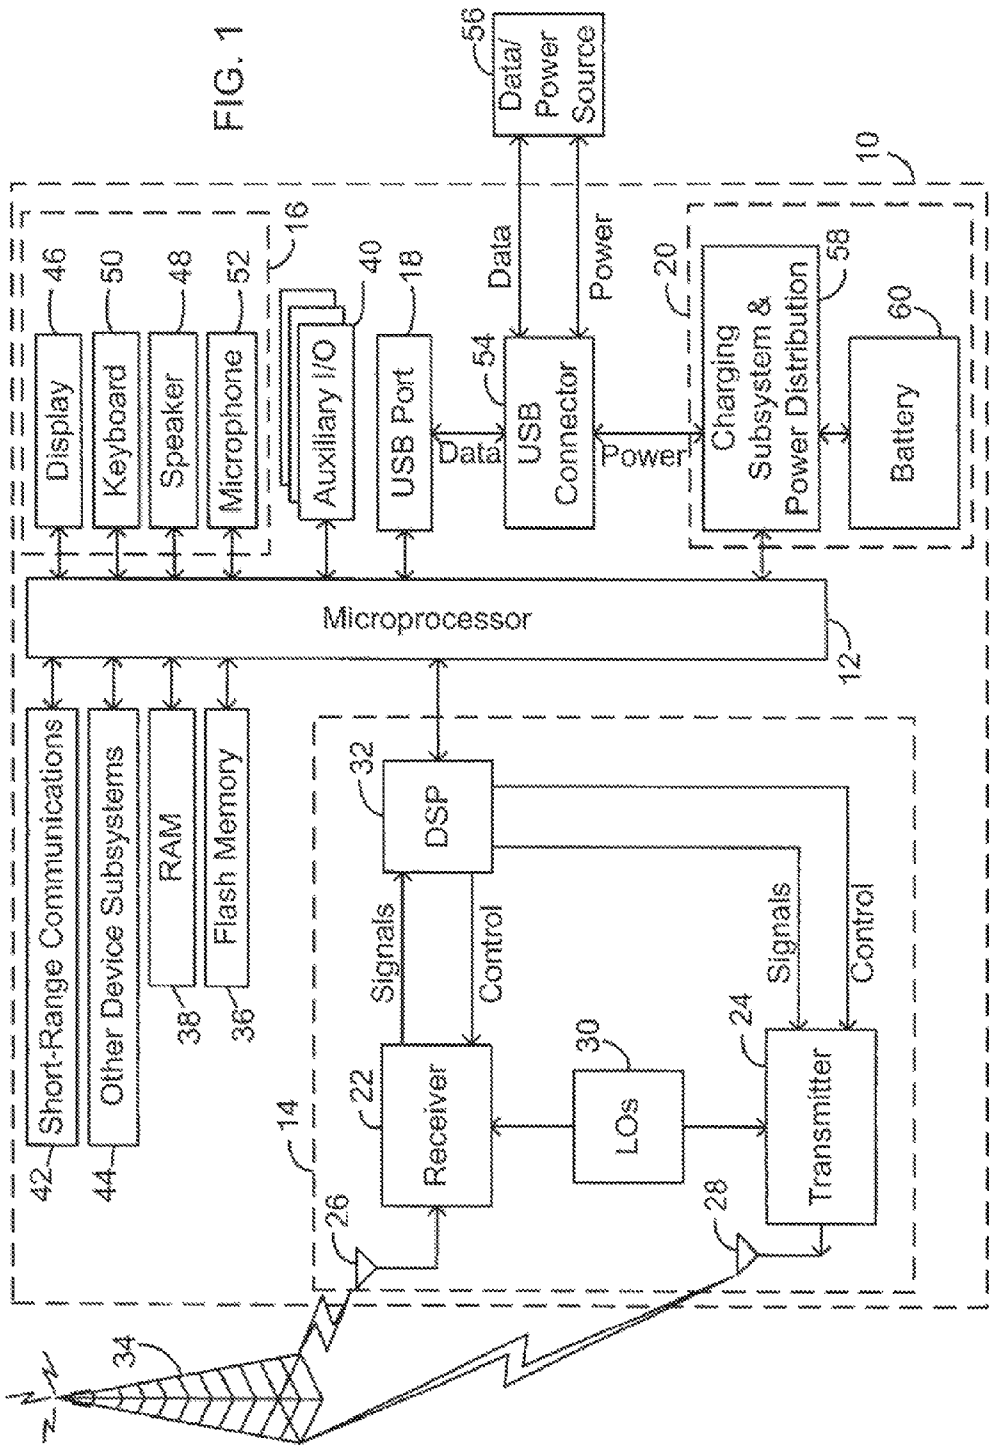 FIG. 1
34
42
Short-Range Communications
44
Other Device Subsystems
38
RAM
36
Flash Memory
14
26
22
Receiver
Signals
Control
32
DSP
30
LOs
28
24
Transmitter
Signals
Control
Microprocessor
12
Display
46
Keyboard
50
Speaker
48
Microphone
52
16
Auxiliary I/O
40
USB Port
18
Data
USB
Connector
54
Data
Power
56
Data/
Power
Source
Power
20
Charging
Subsystem &
Power Distribution
58
Battery
60
10